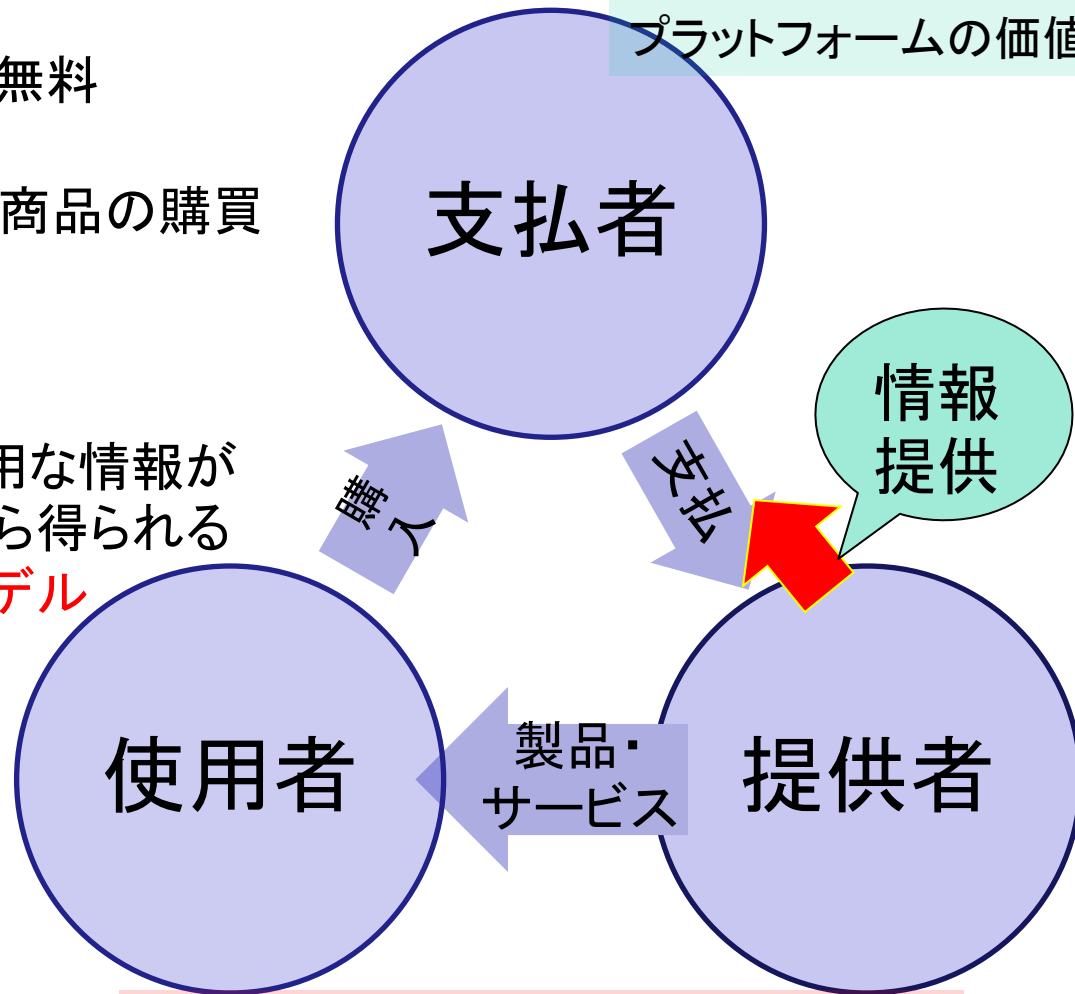 プラットフォームの価値
無料
商品の購買
支払者
情報
提供
用な情報が
ら得られる
デル
購
入
支払
製品・
サービス
使用者
提供者